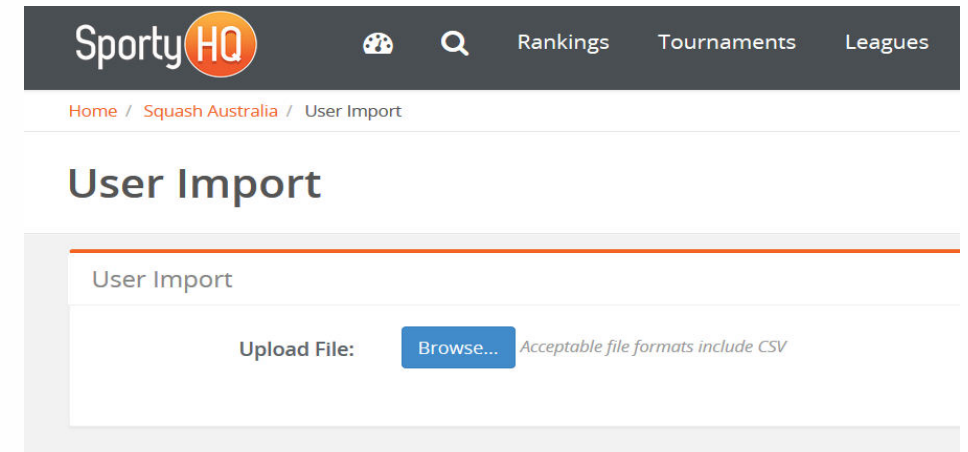 SportyHQ Rankings Tournaments Leagues
Home / Squash Australia / User Import
User Import
User Import
Upload File: Browse... Acceptable file formats include CSV